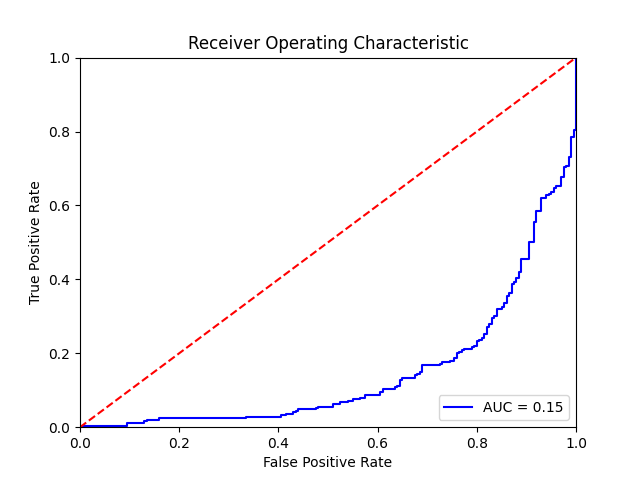 Receiver Operating Characteristic
1.0
0.8
0.6
0.4
0.2
0.0
True Positive Rate
AUC = 0.15
0.0 0.2 0.4 0.6 0.8 1.0
False Positive Rate